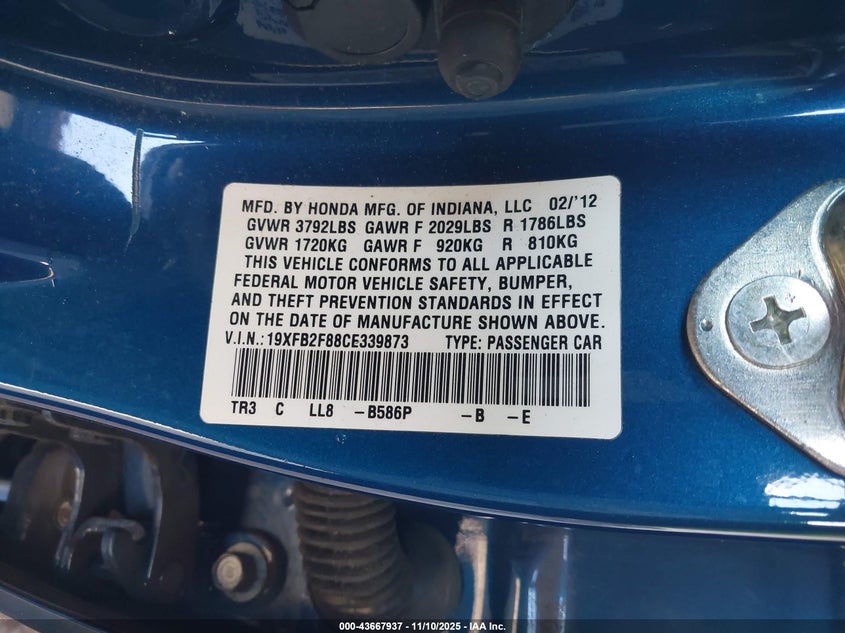 MFD. BY HONDA MFG. OF INDIANA, LLC 02/'12
GVWR 3792LBS GAWR F 2029LBS R 1786LBS
GVWR 1720KG GAWR F 920KG R 810KG
THIS VEHICLE CONFORMS TO ALL APPLICABLE
FEDERAL MOTOR VEHICLE SAFETY, BUMPER,
AND THEFT PREVENTION STANDARDS IN EFFECT
ON THE DATE OF MANUFACTURE SHOWN ABOVE.
V.I.N.: 19XFB2F88CE339873 TYPE: PASSENGER CAR
TR3 C LL8 -B586P -B -E
000-43667937 - 11/10/2025 - IAA Inc.